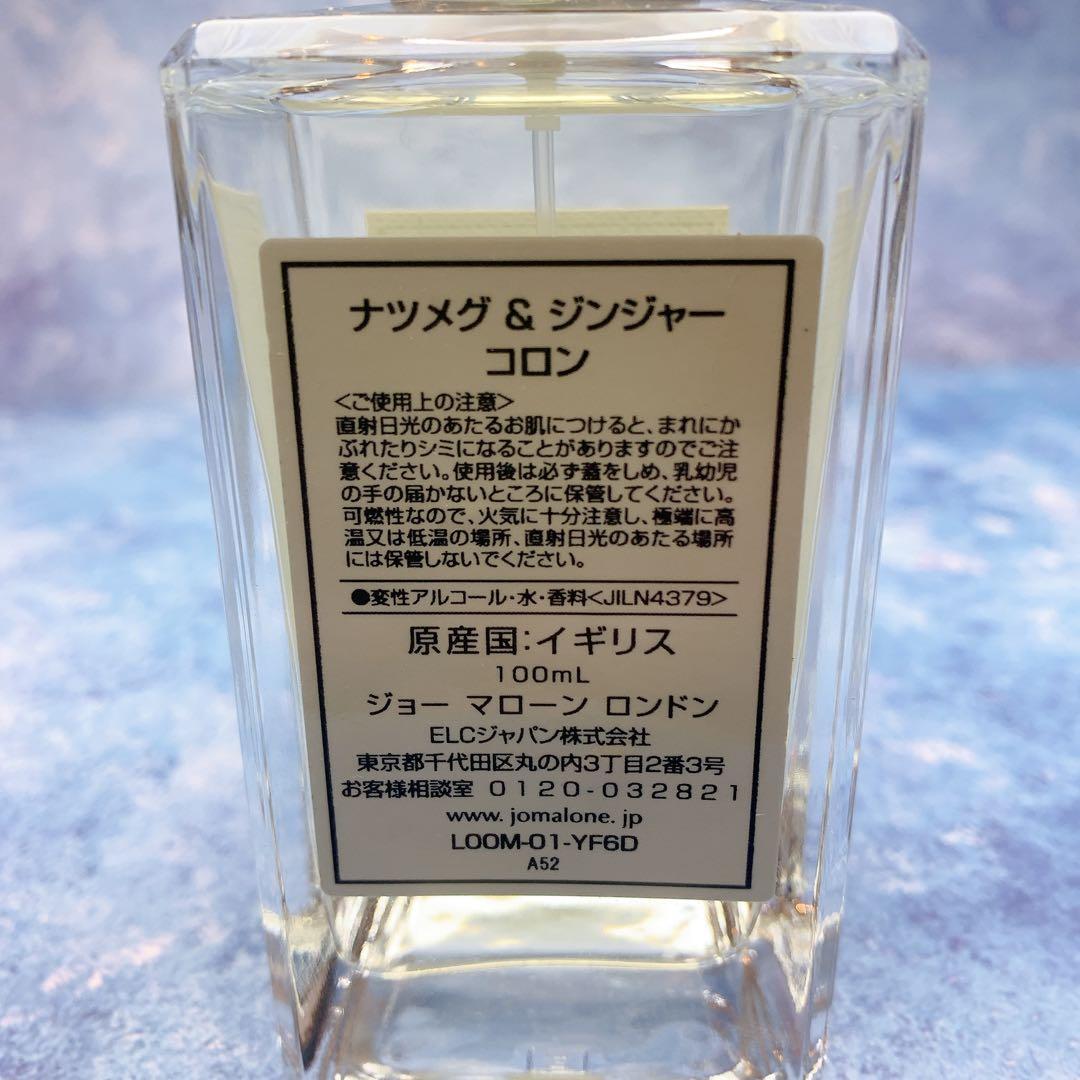 ナツメグ & ジンジャー
コロン
<ご使用上の注意>
直射日光のあたるお肌につけると、まれにか
ぶれたりシミになることがありますのでご注
意ください。使用後は必ず蓋をしめ、乳幼児
の手の届かないところに保管してください。
可燃性なので、火気に十分注意し、極端に高
温又は低温の場所、直射日光のあたる場所
には保管しないでください。
●変性アルコール・水・香料<JILN4379>
原産国:イギリス
100mL
ジョー マローン ロンドン
ELCジャパン株式会社
東京都千代田区丸の内3丁目2番3号
お客様相談室 0120-032821
www. jomalone. jp
L00M-01-YF6D
A52